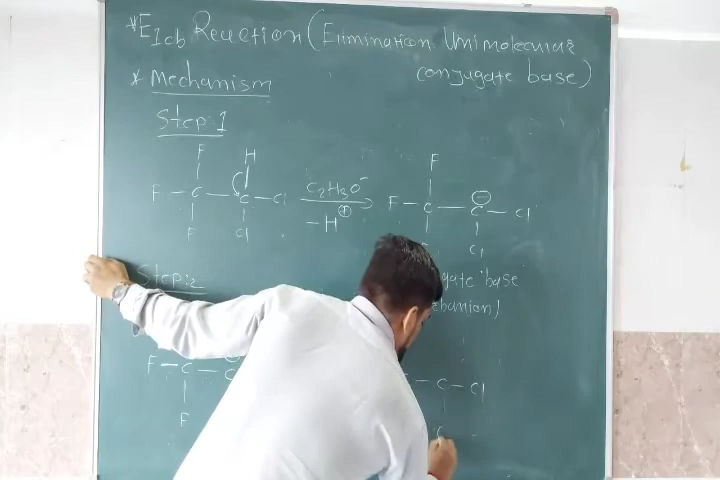 *E1cb Reaction (Elimination Unimolecular
conjugate base)
* Mechanism
Step:1
F H F
F - C - C - Cl C2H5O⁻ F - C - C⊖ - Cl
-H⊕
F Cl Cl
Step:2 gate base
F - C - C - C - Cl
F